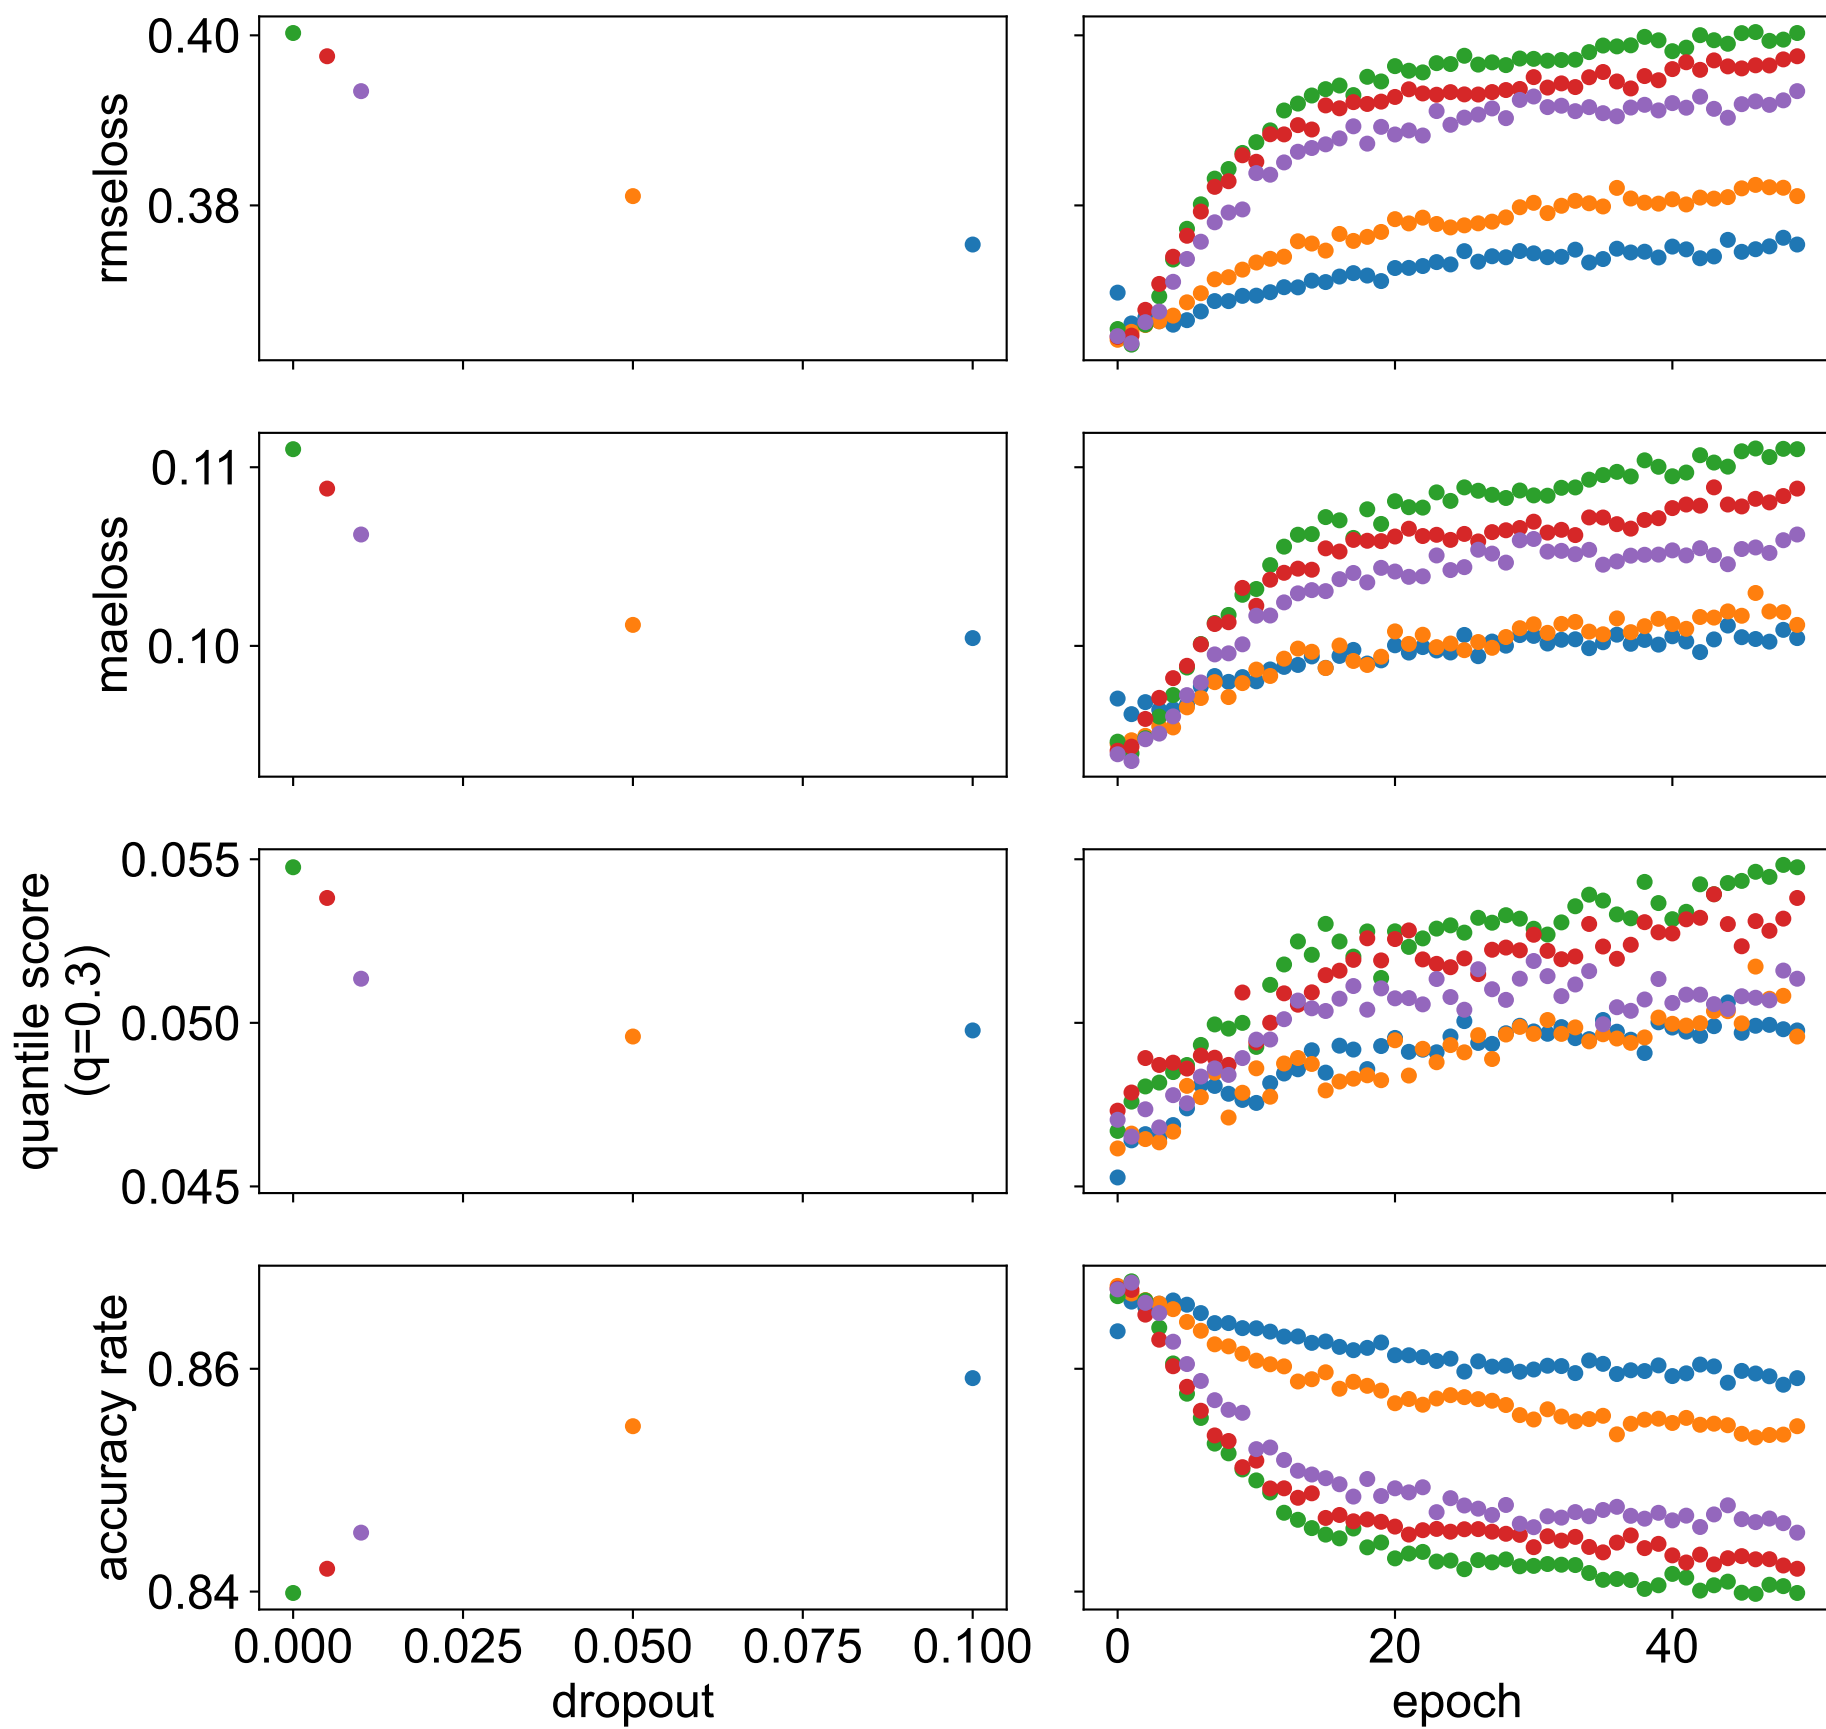 0.40
0.38
rmseloss
0.11
0.10
maeloss
0.055
0.050
0.045
quantile score
(q=0.3)
0.86
0.84
accuracy rate
0.000 0.025 0.050 0.075 0.100
dropout
0 20 40
epoch